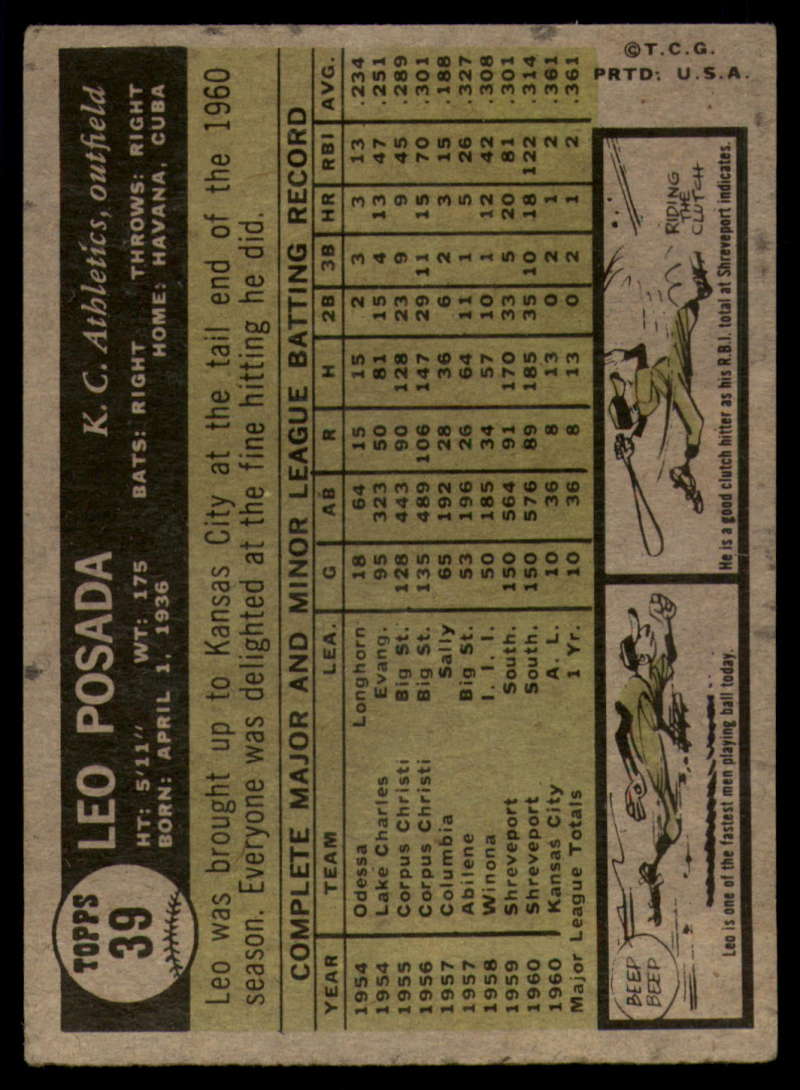 TOPPS
39
LEO POSADA
K. C. Athletics, outfield
HT: 5'11" WT: 175 BATS: RIGHT THROWS: RIGHT
BORN: APRIL 1, 1936 HOME: HAVANA, CUBA
Leo was brought up to Kansas City at the tail end of the 1960
season. Everyone was delighted at the fine hitting he did.
COMPLETE MAJOR AND MINOR LEAGUE BATTING RECORD
YEAR TEAM LEA. G AB R H 2B 3B HR RBI AVG.
1954 Odessa Longhorn 18 64 15 15 2 3 3 13 .234
1954 Lake Charles Evang. 95 323 50 81 15 4 13 47 .251
1955 Corpus Christi Big St. 128 443 90 128 23 9 9 45 .289
1956 Corpus Christi Big St. 135 489 106 147 29 11 15 70 .301
1957 Columbia Sally 65 192 28 36 6 2 3 15 .188
1957 Abilene Big St. 53 196 26 64 11 1 5 26 .327
1958 Winona I. I. I. 50 185 34 57 10 1 12 42 .308
1959 Shreveport South. 150 564 91 170 33 5 20 81 .301
1960 Shreveport South. 150 576 89 185 35 10 18 122 .314
1960 Kansas City A. L. 10 36 8 13 0 2 1 2 .361
Major League Totals 1 Yr. 10 36 8 13 0 2 1 2 .361
BEEP
BEEP
Leo is one of the fastest men playing ball today.
RIDING
THE
CLUTCH
He is a good clutch hitter as his R.B.I. total at Shreveport indicates.
©T.C.G.
PRTD: U.S.A.